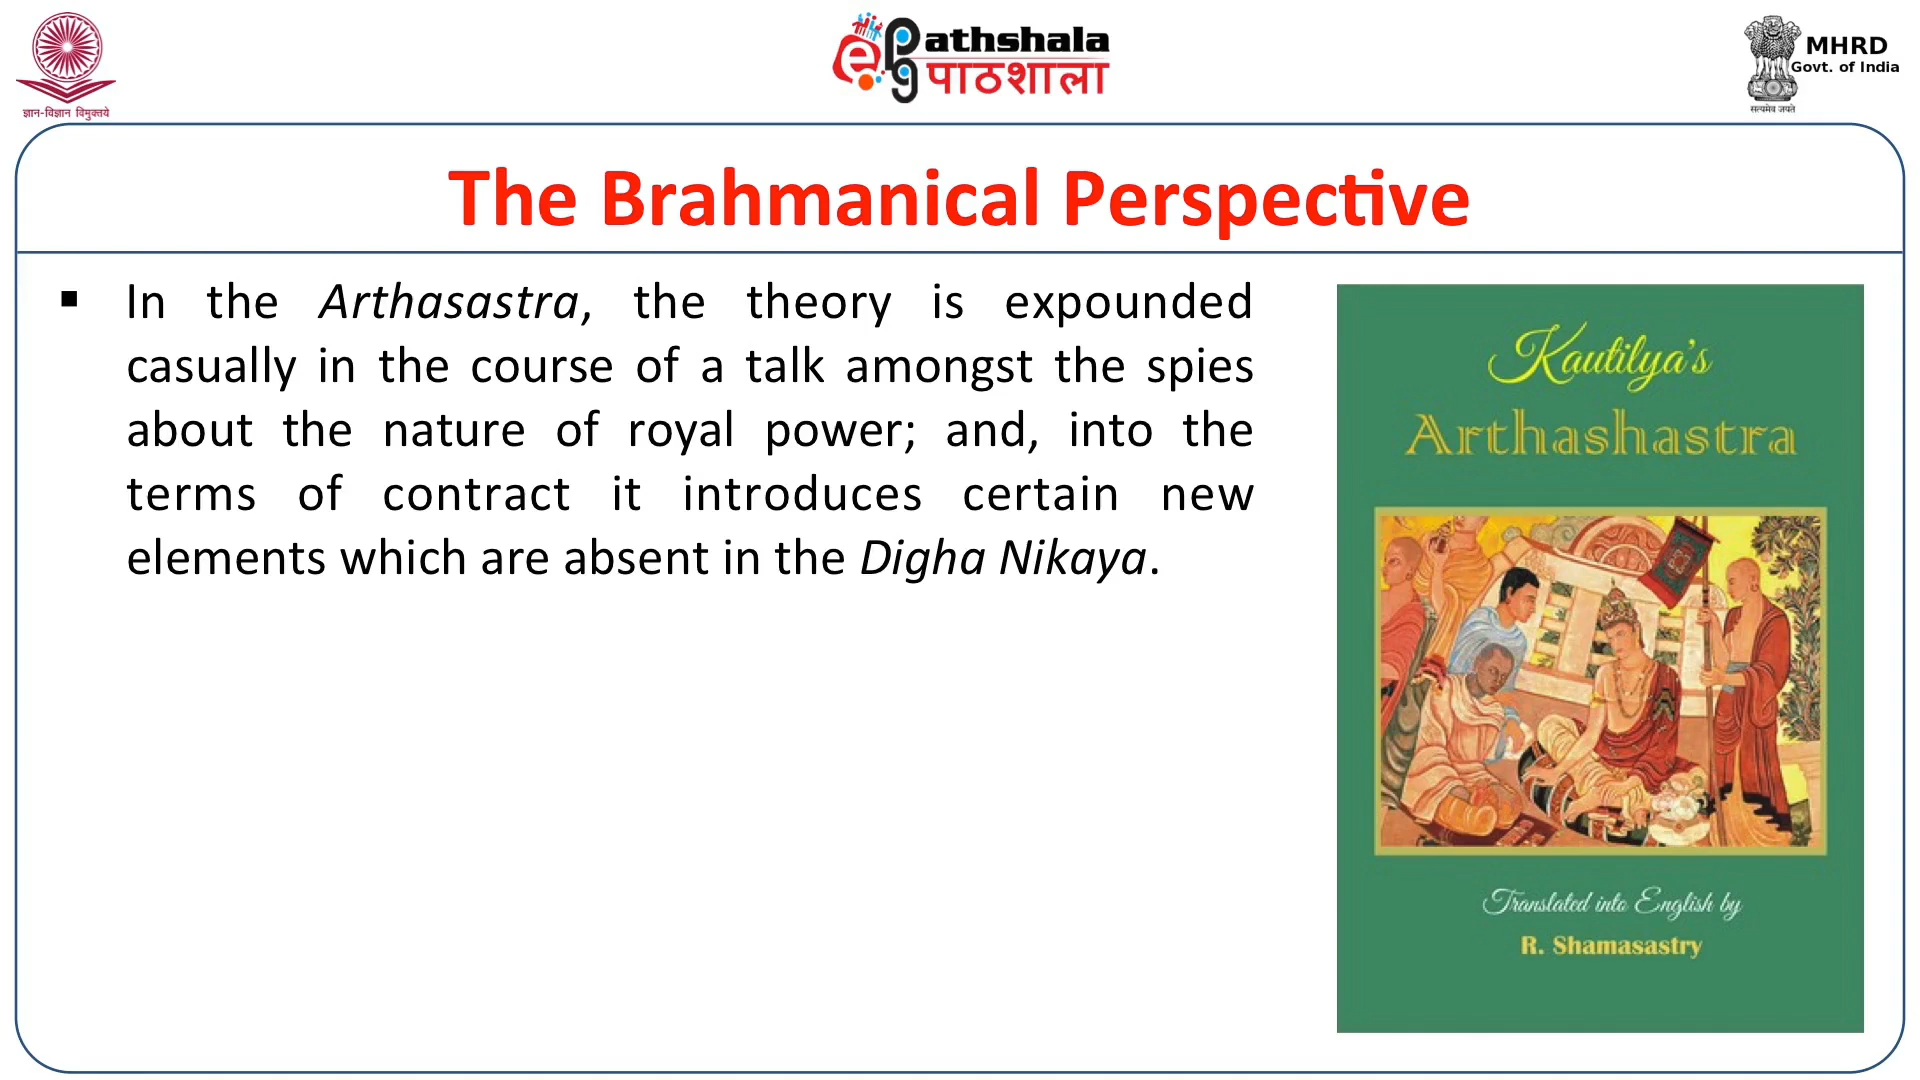 ज्ञान-विज्ञान विमुक्तये
e
pg
Pathshala
पाठशाला
MHRD
Govt. of India
सत्यमेव जयते
The Brahmanical Perspective
▪ In the Arthasastra, the theory is expounded
casually in the course of a talk amongst the spies
about the nature of royal power; and, into the
terms of contract it introduces certain new
elements which are absent in the Digha Nikaya.
Kautilya's
Arthashastra
Translated into English by
R. Shamasastry